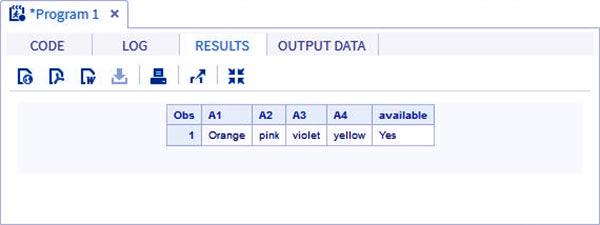 *Program 1 ×
CODE LOG RESULTS OUTPUT DATA
Obs A1 A2 A3 A4 available
1 Orange pink violet yellow Yes